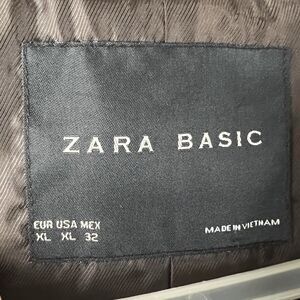 ZARA BASIC
EUR USA MEX
XL XL 32
MADE IN VIETNAM